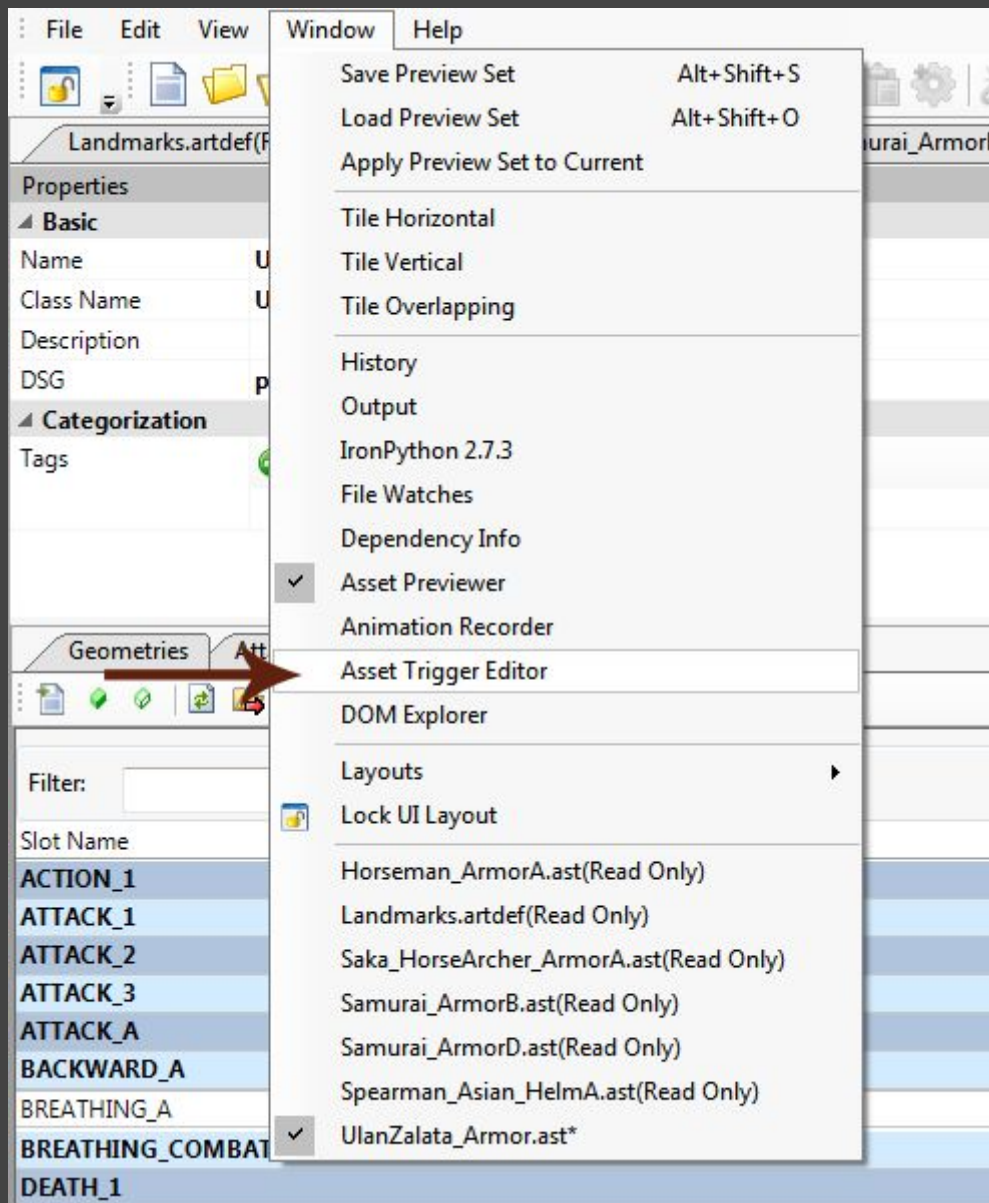 File Edit View Window Help
Save Preview Set Alt+Shift+S
Load Preview Set Alt+Shift+O
Apply Preview Set to Current
Tile Horizontal
Tile Vertical
Tile Overlapping
History
Output
IronPython 2.7.3
File Watches
Dependency Info
Asset Previewer
Animation Recorder
Asset Trigger Editor
DOM Explorer
Layouts
Lock UI Layout
Horseman_ArmorA.ast(Read Only)
Landmarks.artdef(Read Only)
Saka_HorseArcher_ArmorA.ast(Read Only)
Samurai_ArmorB.ast(Read Only)
Samurai_ArmorD.ast(Read Only)
Spearman_Asian_HelmA.ast(Read Only)
UlanZalata_Armor.ast*
Landmarks.artdef(
Properties
Basic
Name U
Class Name U
Description
DSG p
Categorization
Tags
Geometries Att
Filter:
Slot Name
ACTION_1
ATTACK_1
ATTACK_2
ATTACK_3
ATTACK_A
BACKWARD_A
BREATHING_A
BREATHING_COMBAT
DEATH_1